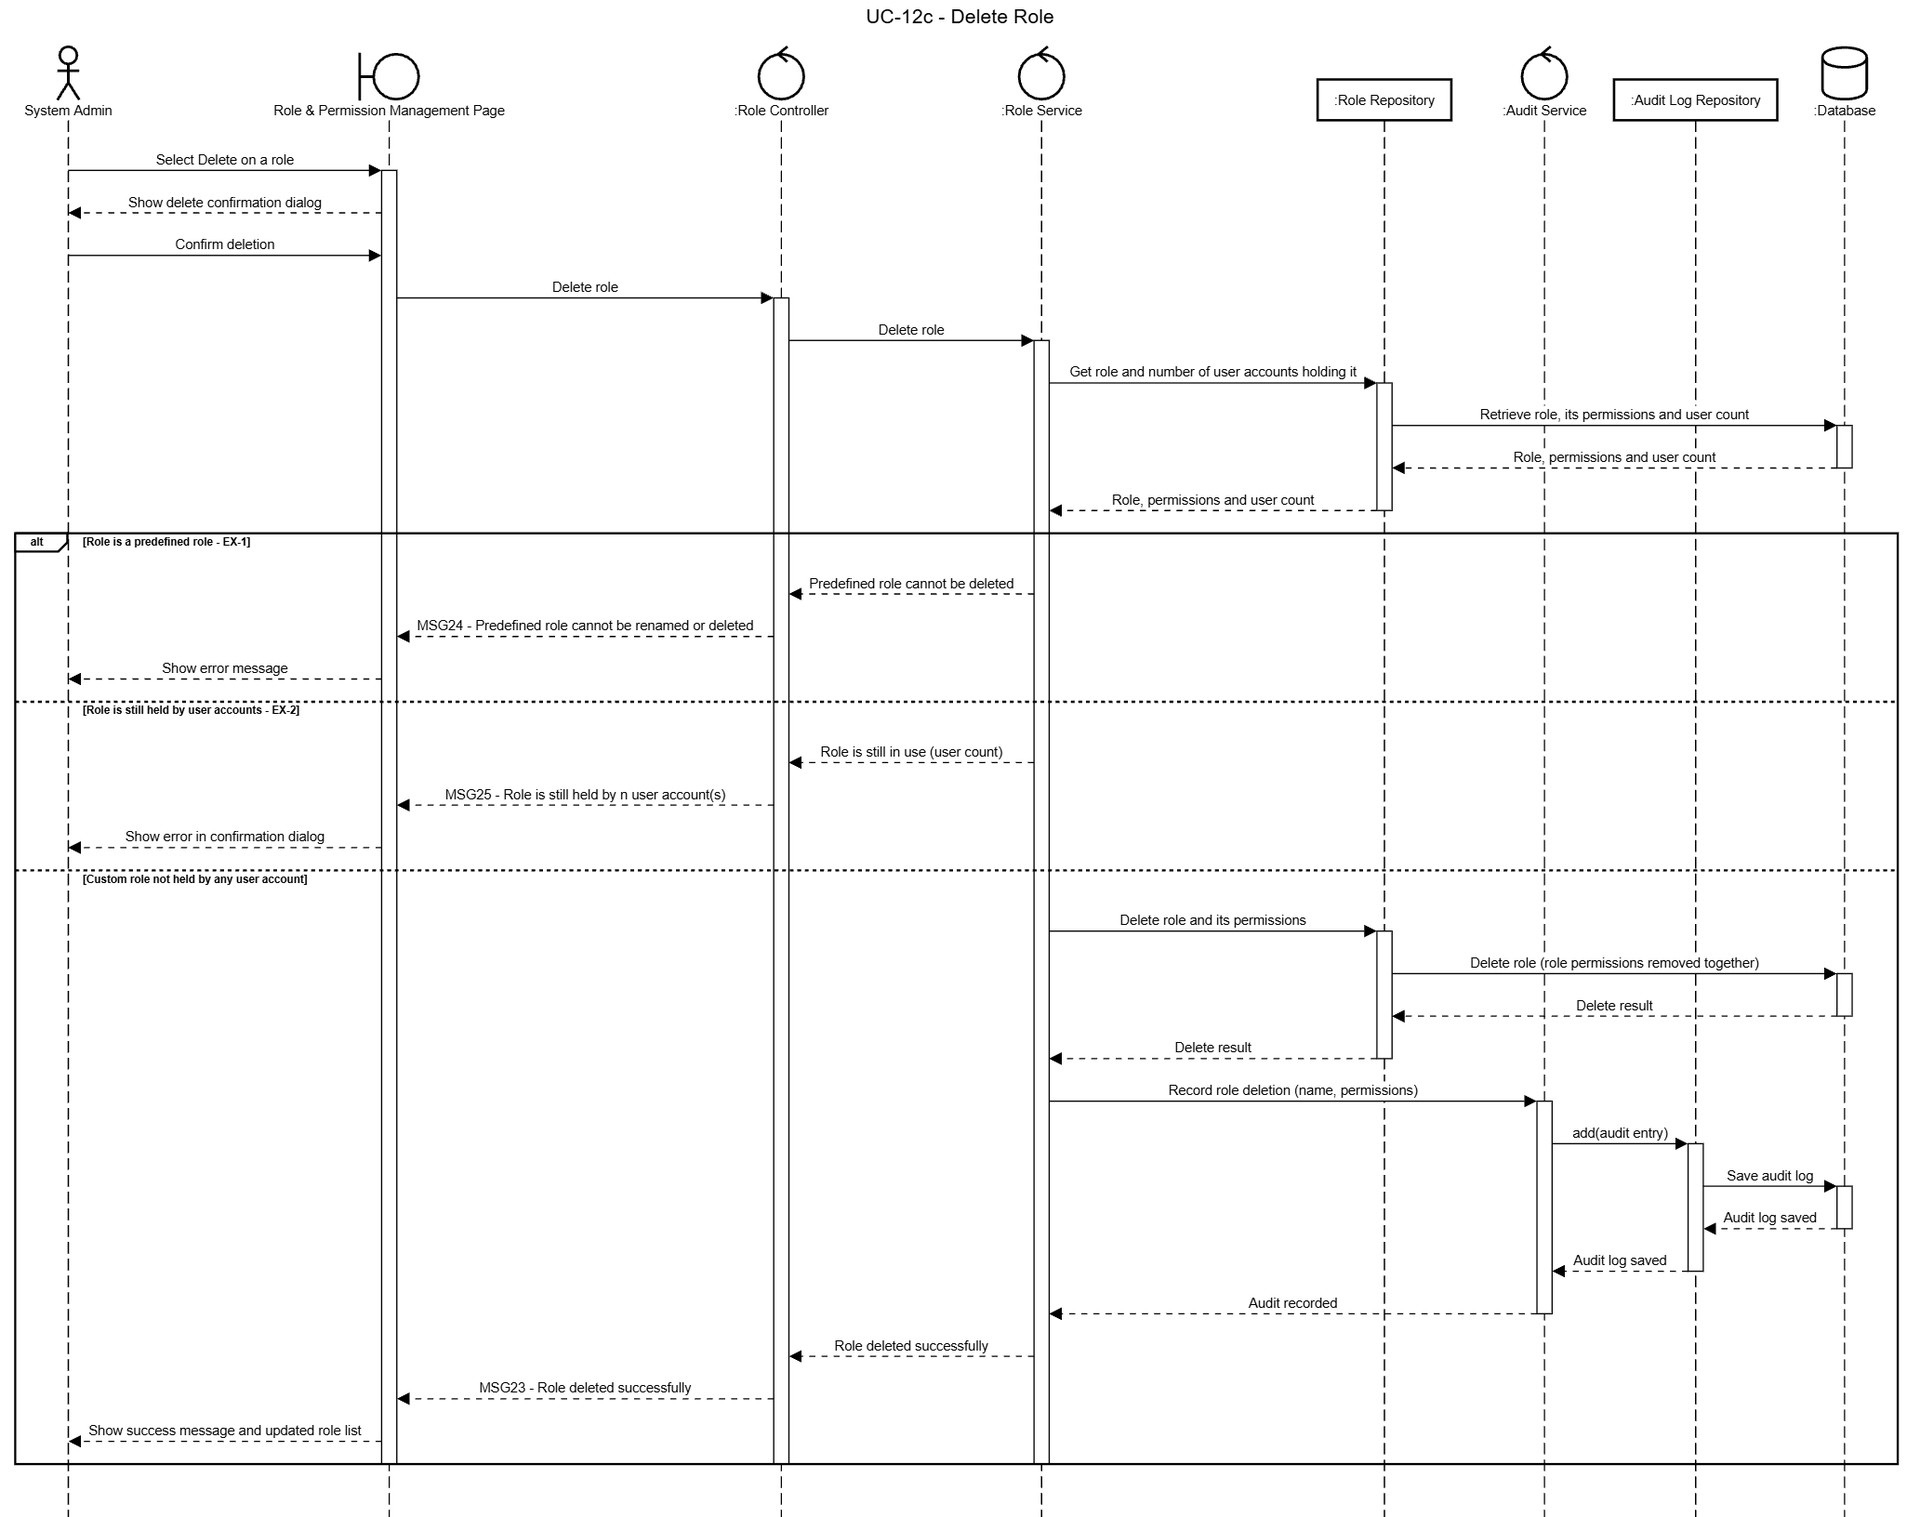 UC-12c - Delete Role
System Admin
Role & Permission Management Page
:Role Controller
:Role Service
:Role Repository
:Audit Service
:Audit Log Repository
:Database
Select Delete on a role
Show delete confirmation dialog
Confirm deletion
Delete role
Delete role
Get role and number of user accounts holding it
Retrieve role, its permissions and user count
Role, permissions and user count
Role, permissions and user count
alt
[Role is a predefined role - EX-1]
Predefined role cannot be deleted
MSG24 - Predefined role cannot be renamed or deleted
Show error message
[Role is still held by user accounts - EX-2]
Role is still in use (user count)
MSG25 - Role is still held by n user account(s)
Show error in confirmation dialog
[Custom role not held by any user account]
Delete role and its permissions
Delete role (role permissions removed together)
Delete result
Delete result
Record role deletion (name, permissions)
add(audit entry)
Save audit log
Audit log saved
Audit log saved
Audit recorded
Role deleted successfully
MSG23 - Role deleted successfully
Show success message and updated role list